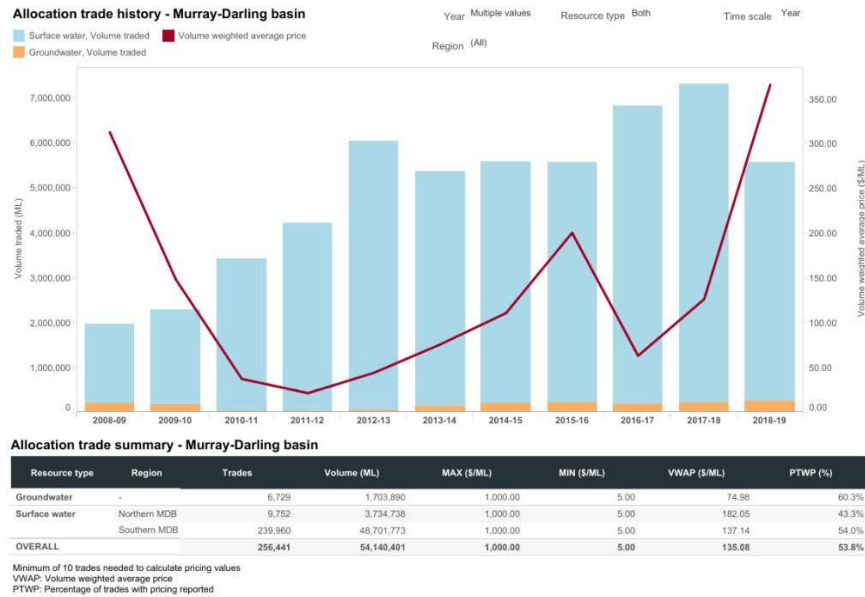 Allocation trade history - Murray-Darling basin
Year Multiple values Resource type Both Time scale Year
Surface water, Volume traded Volume weighted average price
Groundwater, Volume traded
Region (All)
7,000,000
6,000,000
5,000,000
4,000,000
3,000,000
2,000,000
1,000,000
0
Volume traded (ML)
350.00
300.00
250.00
200.00
150.00
100.00
50.00
0.00
Volume weighted average price ($/ML)
2008-09 2009-10 2010-11 2011-12 2012-13 2013-14 2014-15 2015-16 2016-17 2017-18 2018-19
Allocation trade summary - Murray-Darling basin
Resource type Region Trades Volume (ML) MAX ($/ML) MIN ($/ML) VWAP ($/ML) PTWP (%)
Groundwater - 6,729 1,703,890 1,000.00 5.00 74.98 60.3%
Surface water Northern MDB 9,752 3,734,738 1,000.00 5.00 182.05 43.3%
Southern MDB 239,960 48,701,773 1,000.00 5.00 137.14 54.0%
OVERALL 256,441 54,140,401 1,000.00 5.00 135.08 53.8%
Minimum of 10 trades needed to calculate pricing values
VWAP: Volume weighted average price
PTWP: Percentage of trades with pricing reported